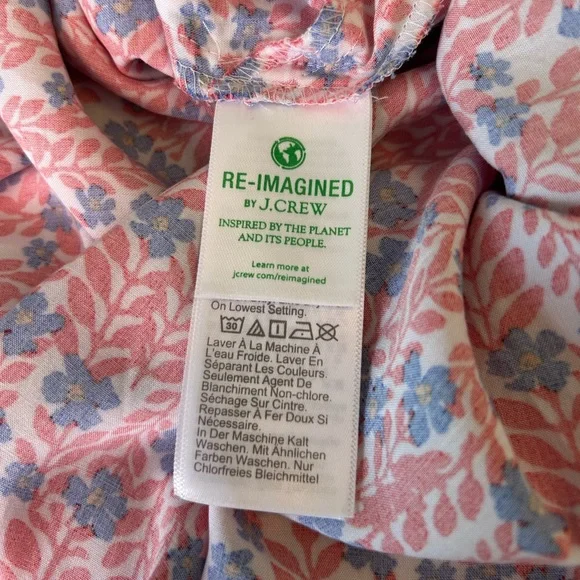 RE-IMAGINED
BY J.CREW
INSPIRED BY THE PLANET
AND ITS PEOPLE.
Learn more at
jcrew.com/reimagined
On Lowest Setting.
30
Laver À La Machine À
L'eau Froide. Laver En
Séparant Les Couleurs.
Seulement Agent De
Blanchiment Non-chlore.
Séchage Sur Cintre.
Repasser À Fer Doux Si
Nécessaire.
In Der Maschine Kalt
Waschen. Mit Ähnlichen
Farben Waschen. Nur
Chlorfreies Bleichmittel